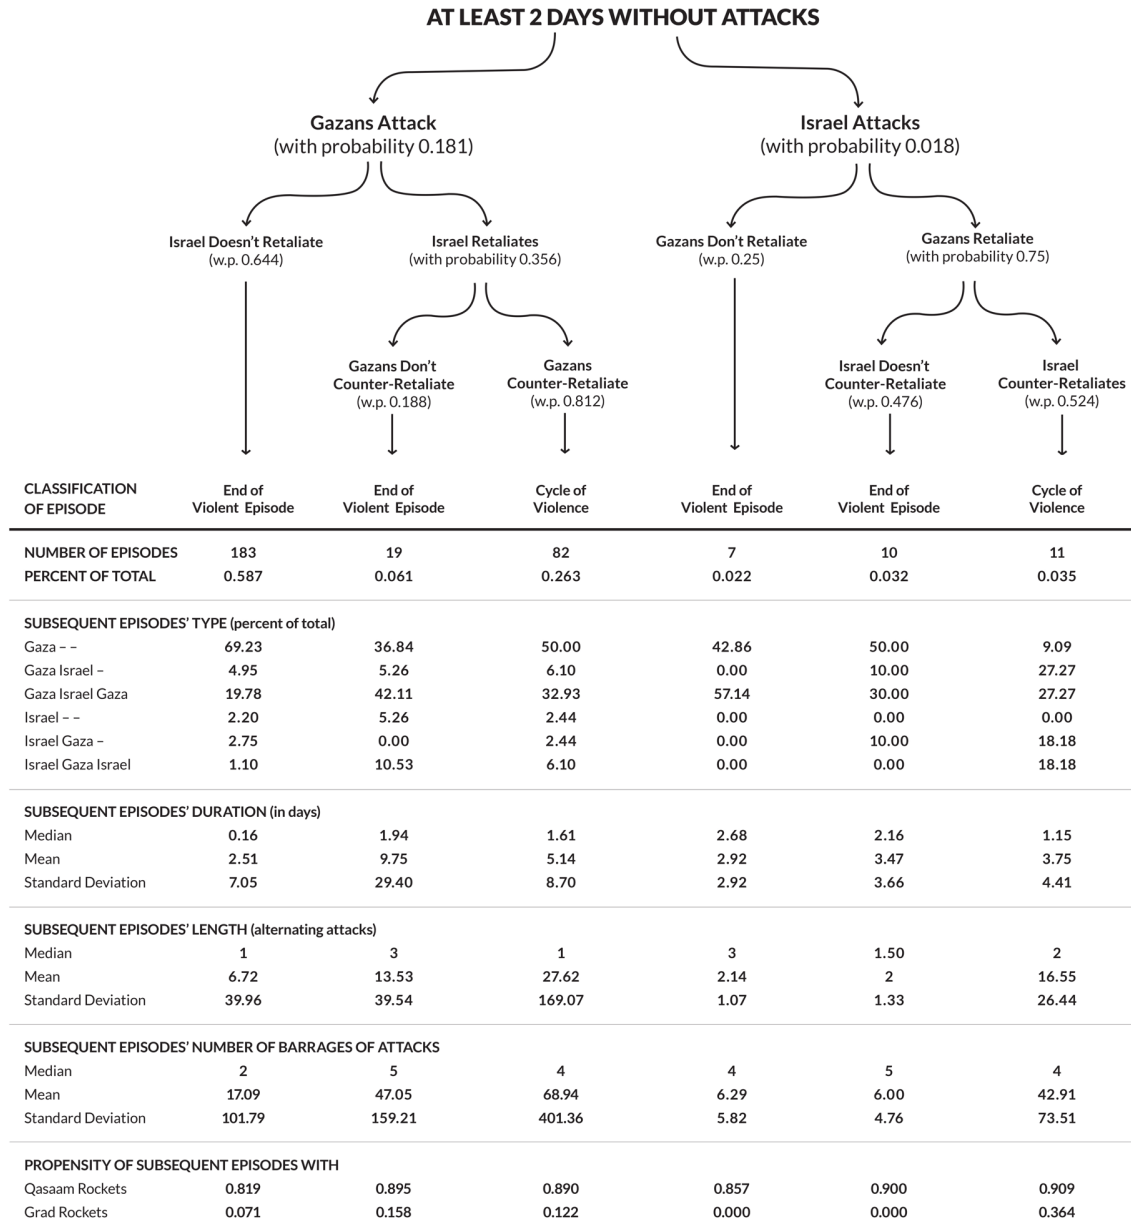 AT LEAST 2 DAYS WITHOUT ATTACKS
Gazans Attack
(with probability 0.181)
Israel Attacks
(with probability 0.018)
Israel Doesn't Retaliate
(w.p. 0.644)
Israel Retaliates
(with probability 0.356)
Gazans Don't Retaliate
(w.p. 0.25)
Gazans Retaliate
(with probability 0.75)
Gazans Don't
Counter-Retaliate
(w.p. 0.188)
Gazans
Counter-Retaliate
(w.p. 0.812)
Israel Doesn't
Counter-Retaliate
(w.p. 0.476)
Israel
Counter-Retaliates
(w.p. 0.524)
CLASSIFICATION End of End of Cycle of End of End of Cycle of
OF EPISODE Violent Episode Violent Episode Violence Violent Episode Violent Episode Violence
NUMBER OF EPISODES 183 19 82 7 10 11
PERCENT OF TOTAL 0.587 0.061 0.263 0.022 0.032 0.035
SUBSEQUENT EPISODES' TYPE (percent of total)
Gaza – – 69.23 36.84 50.00 42.86 50.00 9.09
Gaza Israel – 4.95 5.26 6.10 0.00 10.00 27.27
Gaza Israel Gaza 19.78 42.11 32.93 57.14 30.00 27.27
Israel – – 2.20 5.26 2.44 0.00 0.00 0.00
Israel Gaza – 2.75 0.00 2.44 0.00 10.00 18.18
Israel Gaza Israel 1.10 10.53 6.10 0.00 0.00 18.18
SUBSEQUENT EPISODES' DURATION (in days)
Median 0.16 1.94 1.61 2.68 2.16 1.15
Mean 2.51 9.75 5.14 2.92 3.47 3.75
Standard Deviation 7.05 29.40 8.70 2.92 3.66 4.41
SUBSEQUENT EPISODES' LENGTH (alternating attacks)
Median 1 3 1 3 1.50 2
Mean 6.72 13.53 27.62 2.14 2 16.55
Standard Deviation 39.96 39.54 169.07 1.07 1.33 26.44
SUBSEQUENT EPISODES' NUMBER OF BARRAGES OF ATTACKS
Median 2 5 4 4 5 4
Mean 17.09 47.05 68.94 6.29 6.00 42.91
Standard Deviation 101.79 159.21 401.36 5.82 4.76 73.51
PROPENSITY OF SUBSEQUENT EPISODES WITH
Qasaam Rockets 0.819 0.895 0.890 0.857 0.900 0.909
Grad Rockets 0.071 0.158 0.122 0.000 0.000 0.364